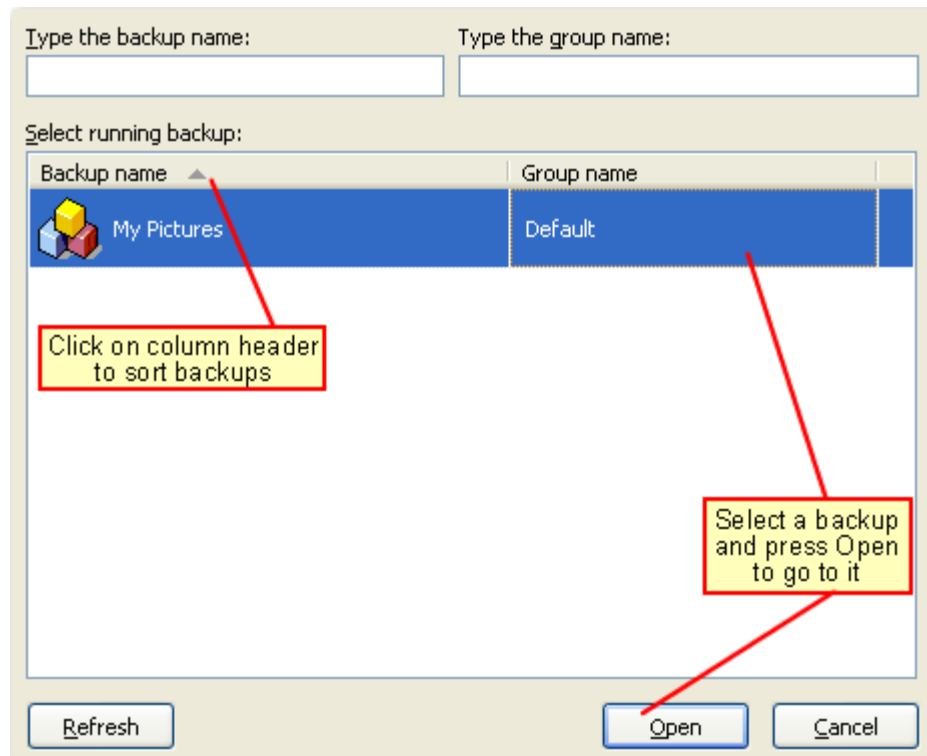 Type the backup name: Type the group name:
Select running backup:
Backup name Group name
My Pictures Default
Click on column header
to sort backups
Select a backup
and press Open
to go to it
Refresh Open Cancel